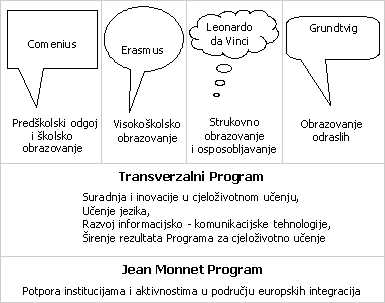 Comenius
Erasmus
Leonardo
da Vinci
Grundtvig
Predškolski odgoj
i školsko
obrazovanje
Visokoškolsko
obrazovanje
Strukovno
obrazovanje
i osposobljavanje
Obrazovanje
odraslih
Transverzalni Program
Suradnja i inovacije u cjeloživotnom učenju,
Učenje jezika,
Razvoj informacijsko - komunikacijske tehnologije,
Širenje rezultata Programa za cjeloživotno učenje
Jean Monnet Program
Potpora institucijama i aktivnostima u području europskih integracija